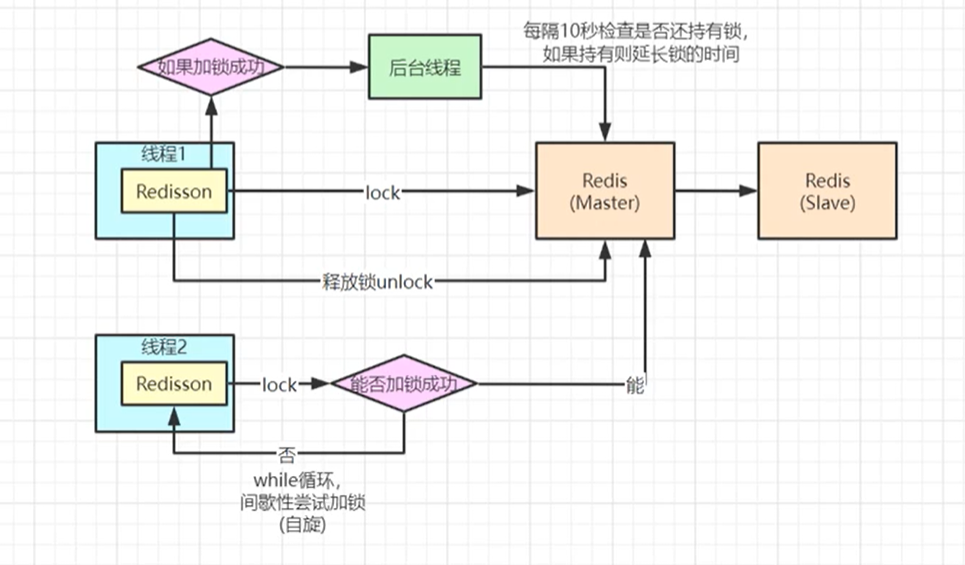 每隔10秒检查是否还持有锁，
如果持有则延长锁的时间
如果加锁成功
后台线程
线程1
Redisson
lock
Redis
(Master)
Redis
(Slave)
释放锁unlock
线程2
Redisson
lock
能否加锁成功
能
否
while循环，
间歇性尝试加锁
(自旋)